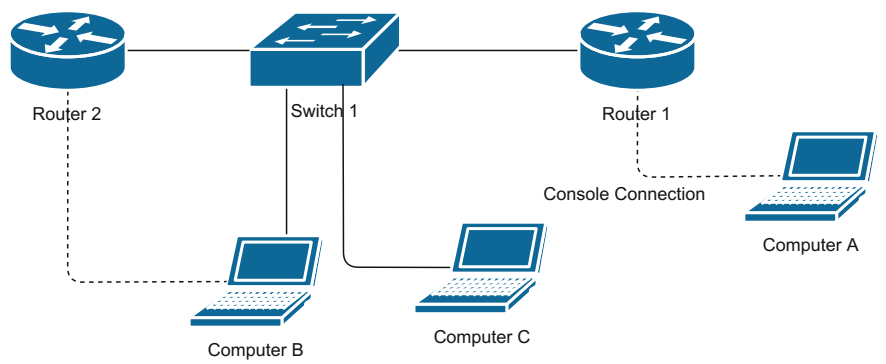 Router 2
Switch 1
Router 1
Console Connection
Computer A
Computer C
Computer B